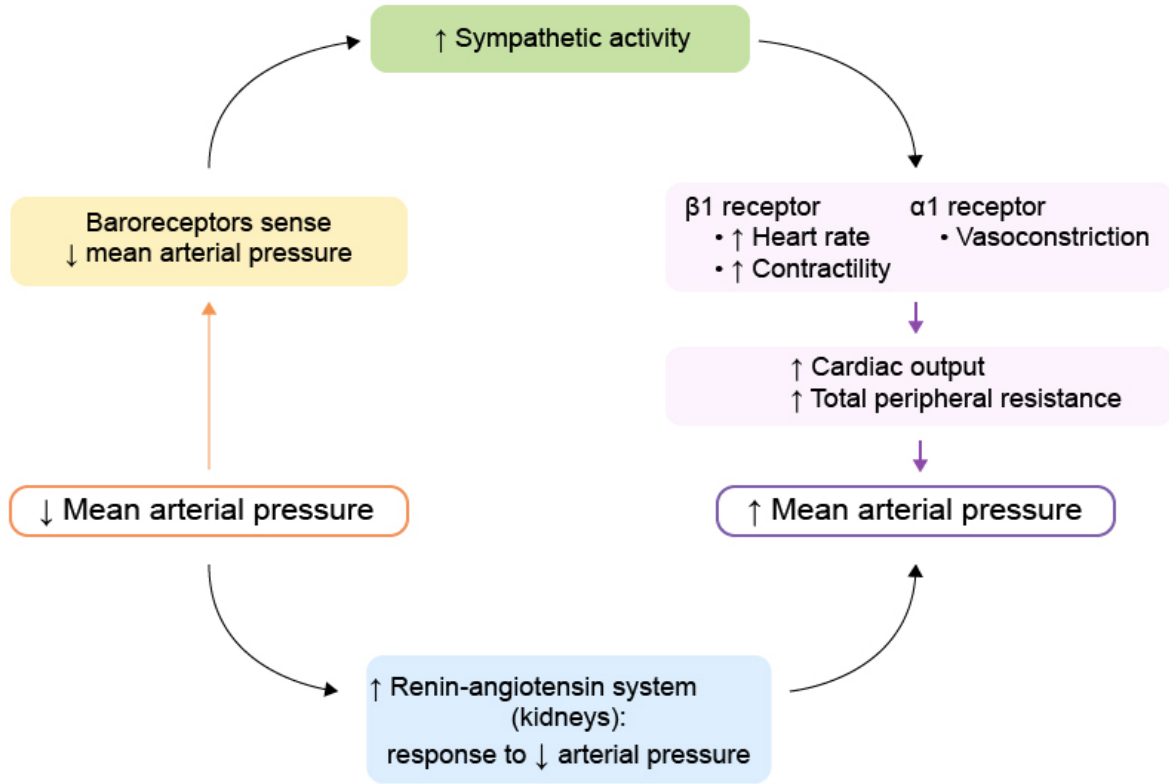 ↑ Sympathetic activity
Baroreceptors sense
↓ mean arterial pressure
β1 receptor
• ↑ Heart rate
• ↑ Contractility
α1 receptor
• Vasoconstriction
↑ Cardiac output
↑ Total peripheral resistance
↓ Mean arterial pressure
↑ Mean arterial pressure
↑ Renin-angiotensin system
(kidneys):
response to ↓ arterial pressure